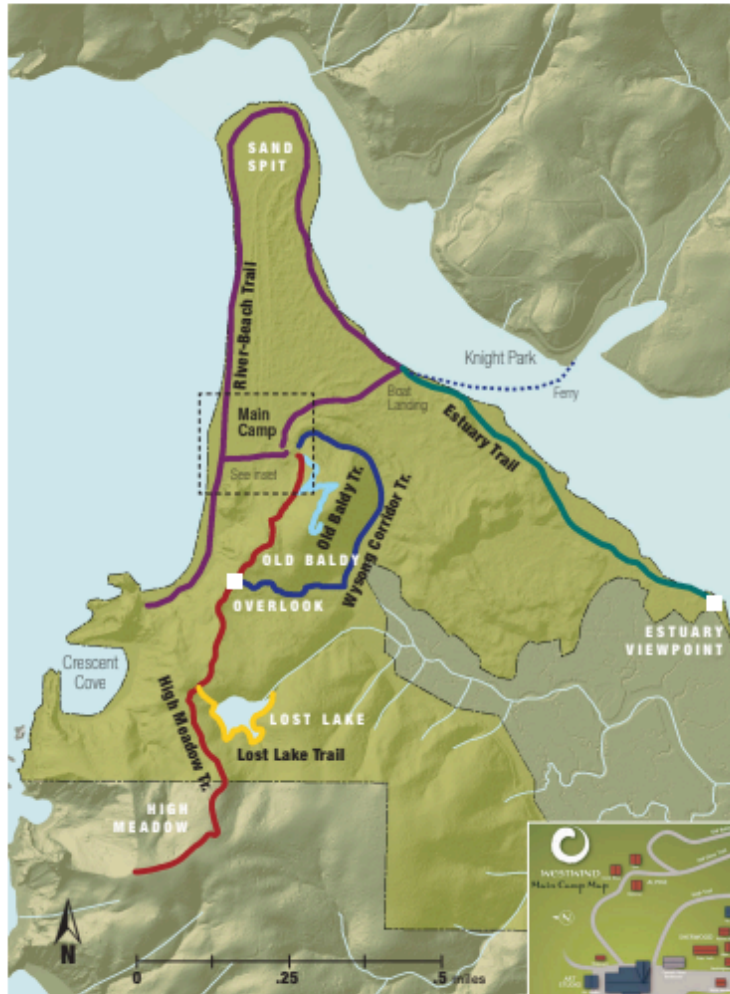 SAND
SPIT
River-Beach Trail
Knight Park
Ferry
Boat
Landing
Main
Camp
Estuary Trail
See inset
Old Baldy Tr.
Wysong Corridor Tr.
OLD BALDY
OVERLOOK
ESTUARY
VIEWPOINT
Crescent
Cove
High Meadow Tr.
LOST LAKE
Lost Lake Trail
HIGH
MEADOW
WESTWIND
Main Camp Map
N
0
.25
.5 miles
ART
STUDIO